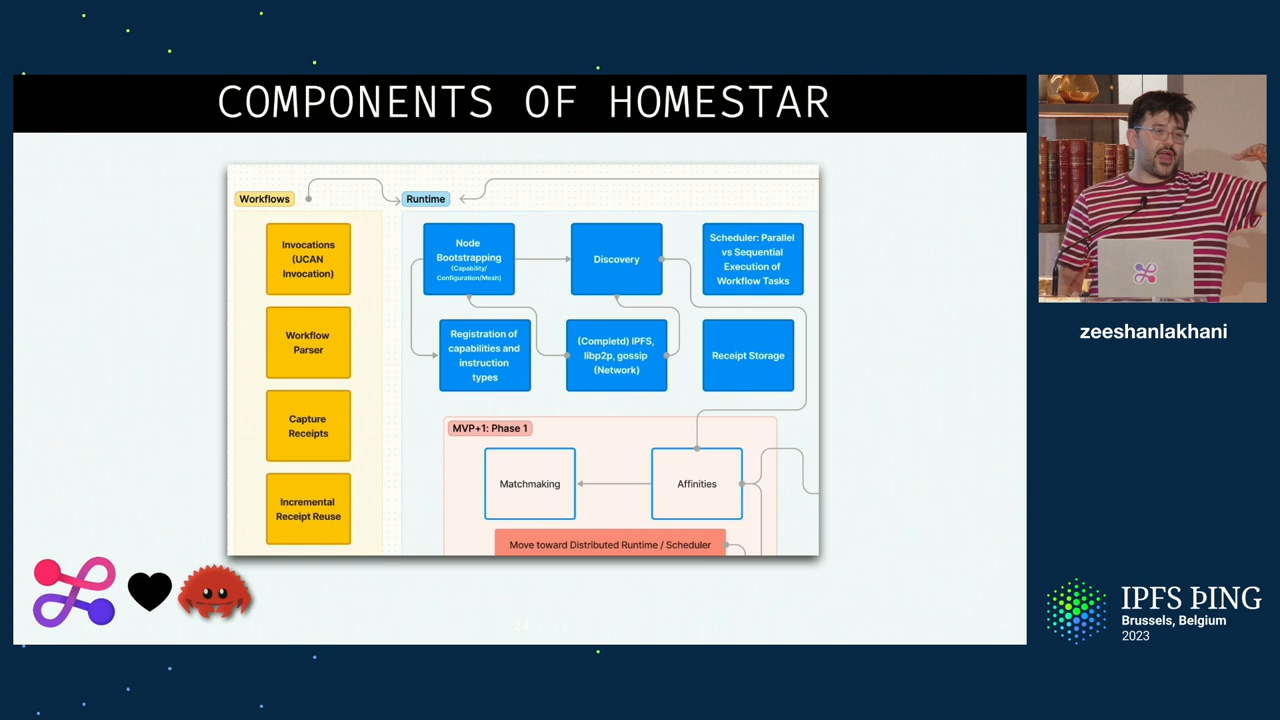 COMPONENTS OF HOMESTAR
Workflows
Runtime
Invocations
(UCAN
Invocation)
Workflow
Parser
Capture
Receipts
Incremental
Receipt Reuse
Node
Bootstrapping
(Capability/
Configuration/Mesh)
Discovery
Scheduler: Parallel
vs Sequential
Execution of
Workflow Tasks
Registration of
capabilities and
instruction
types
(Completd) IPFS,
libp2p, gossip
(Network)
Receipt Storage
MVP+1: Phase 1
Matchmaking
Affinities
Move toward Distributed Runtime / Scheduler
zeeshanlakhani
IPFS ÞING
Brussels, Belgium
2023